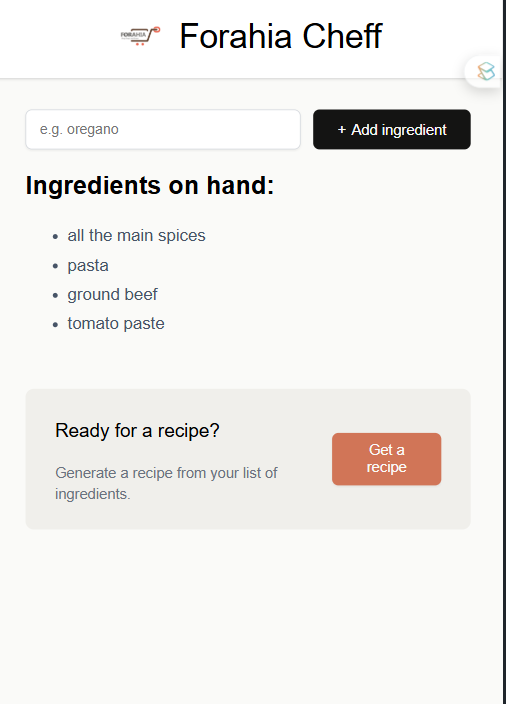 FORAHIA
Forahia Cheff
e.g. oregano
+ Add ingredient
Ingredients on hand:
all the main spices
pasta
ground beef
tomato paste
Ready for a recipe?
Generate a recipe from your list of
ingredients.
Get a
recipe